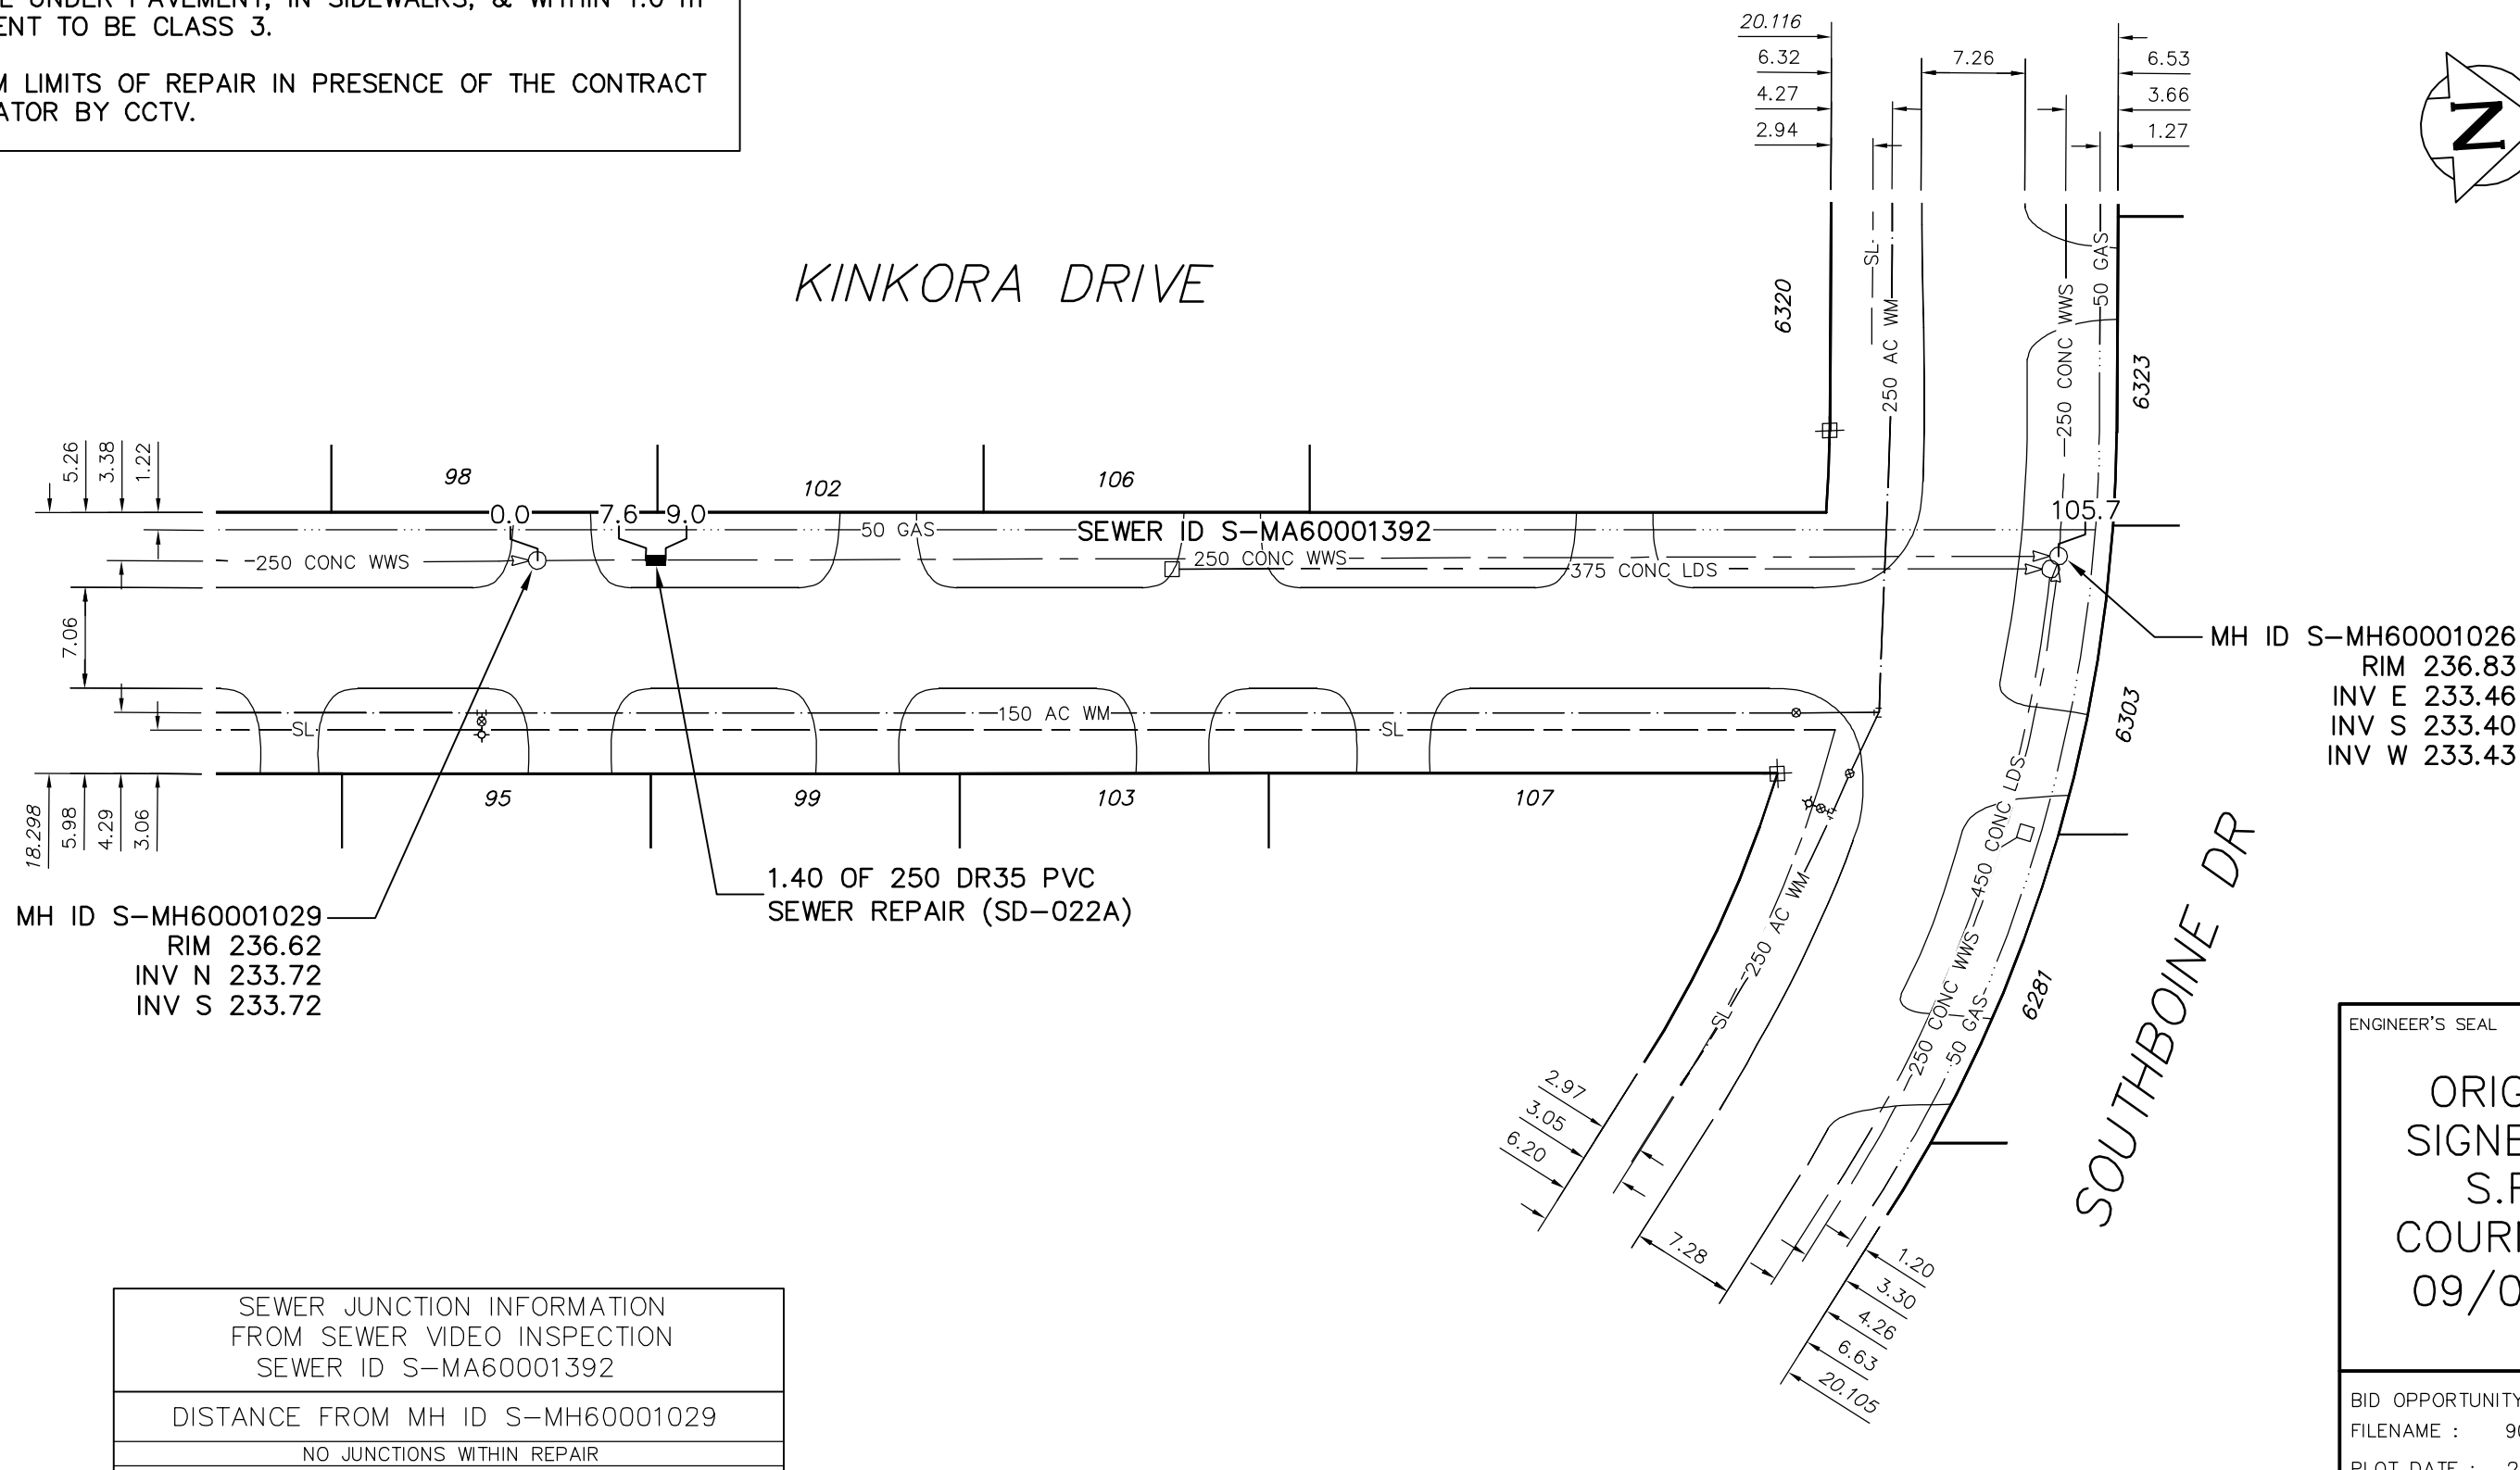 UNDER PAVEMENT, IN SIDEWALKS, & WITHIN 1.0 m
TO BE CLASS 3.
LIMITS OF REPAIR IN PRESENCE OF THE CONTRACT
BY CCTV.
20.116
6.32
4.27
2.94
7.26
6.53
3.66
1.27
N
KINKORA DRIVE
6320
SL
250 AC WM
250 CONC WWS
50 GAS
6323
5.26
3.38
1.22
98
102
106
0.0
7.6
9.0
105.7
50 GAS
SEWER ID S-MA60001392
250 CONC WWS
250 CONC WWS
375 CONC LDS
7.06
MH ID S-MH60001026
RIM 236.83
INV E 233.46
INV S 233.40
INV W 233.43
SL
150 AC WM
SL
6303
18.298
5.98
4.29
3.06
95
99
103
107
1.40 OF 250 DR35 PVC
SEWER REPAIR (SD-022A)
MH ID S-MH60001029
RIM 236.62
INV N 233.72
INV S 233.72
SL
250 AC WM
250 CONC WWS
450 CONC LDS
50 GAS
6281
SOUTHBOINE DR
2.97
3.05
6.20
7.28
1.20
3.30
4.26
6.63
20.105
SEWER JUNCTION INFORMATION
FROM SEWER VIDEO INSPECTION
SEWER ID S-MA60001392
DISTANCE FROM MH ID S-MH60001029
NO JUNCTIONS WITHIN REPAIR
ENGINEER'S SEAL
09/0
BID OPPORTUNITY
FILENAME :
PLOT DATE :